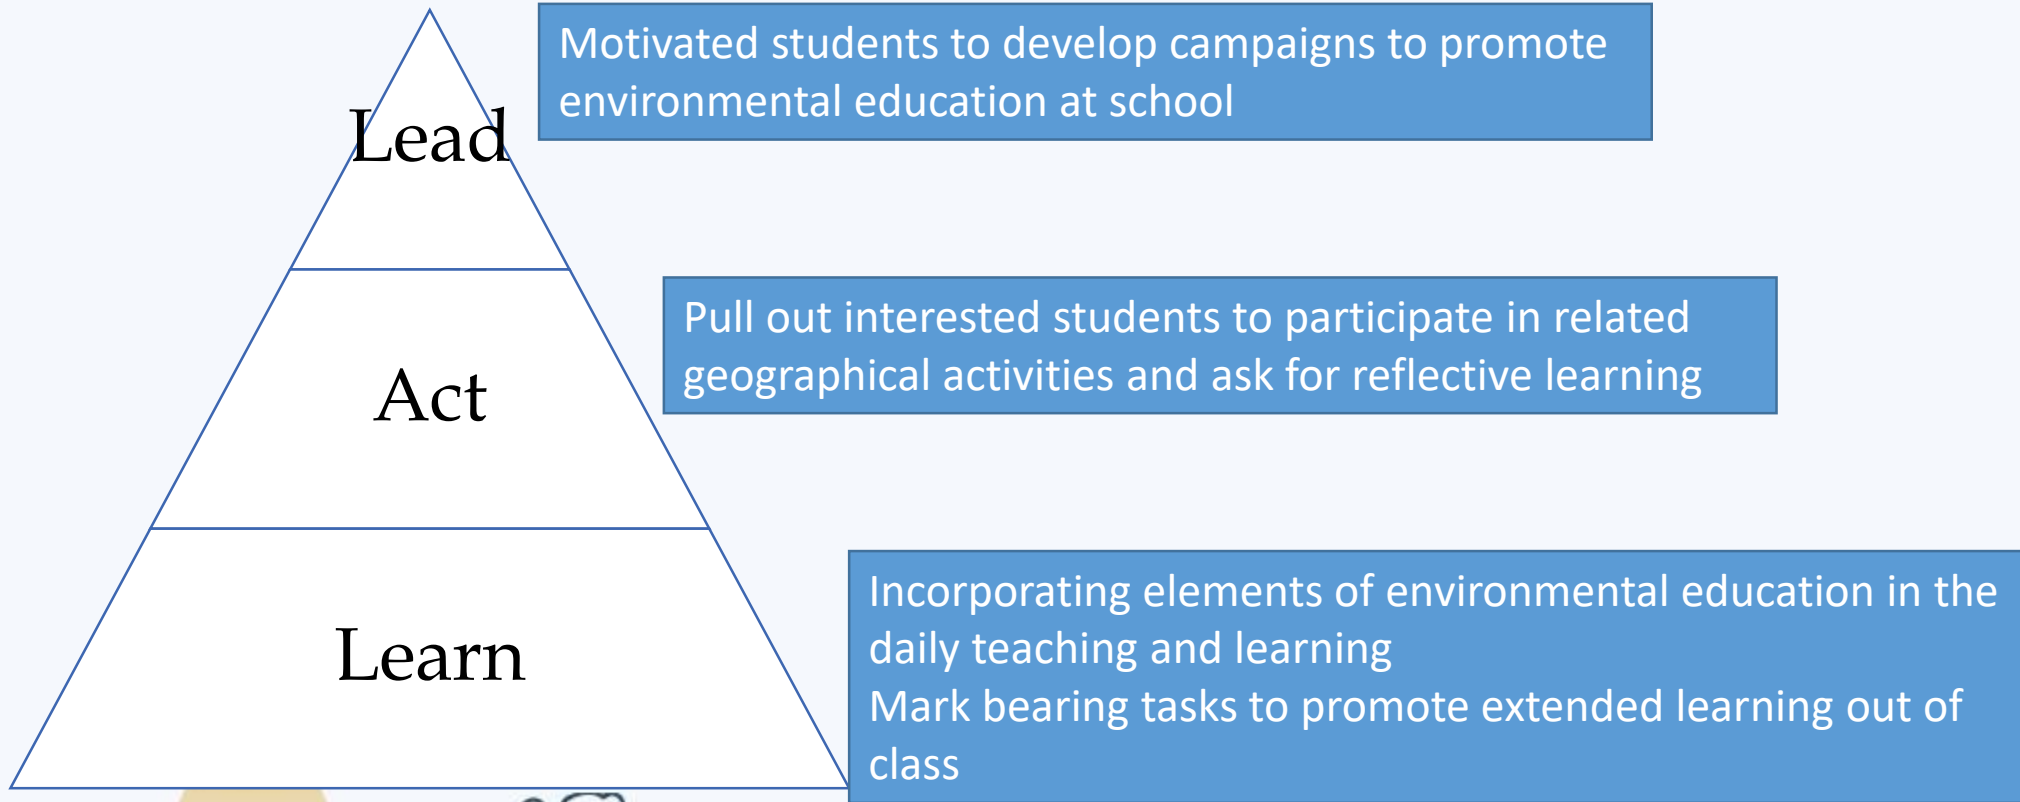 Lead
Motivated students to develop campaigns to promote
environmental education at school
Act
Pull out interested students to participate in related
geographical activities and ask for reflective learning
Learn
Incorporating elements of environmental education in the
daily teaching and learning
Mark bearing tasks to promote extended learning out of
class